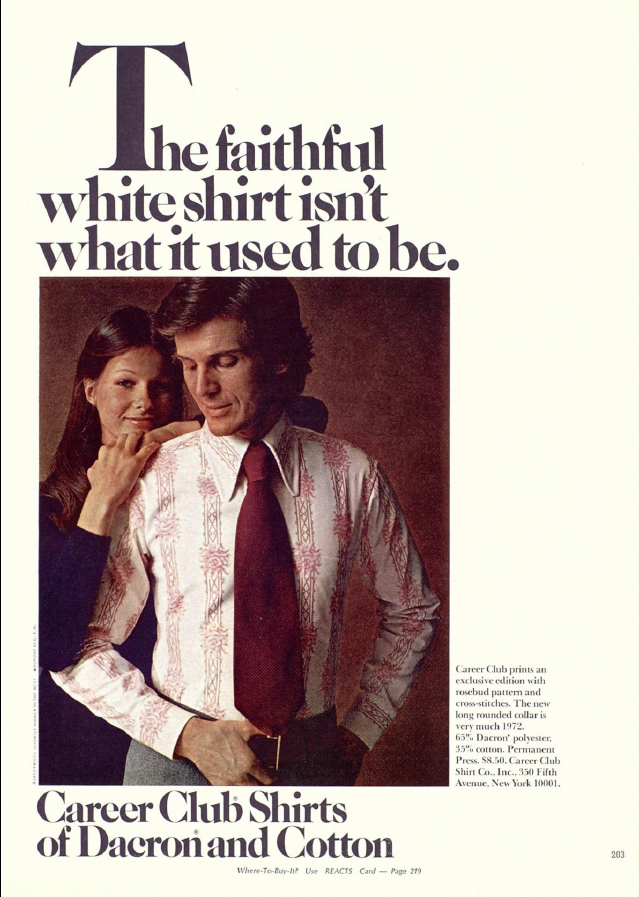 The faithful
white shirt isn't
what it used to be.
Career Club prints an
exclusive edition with
rosebud pattern and
cross-stitches. The new
long rounded collar is
very much 1972.
65% Dacron* polyester,
35% cotton. Permanent
Press. $8.50. Career Club
Shirt Co., Inc., 350 Fifth
Avenue, New York 10001.
Career Club® Shirts
of Dacron® and Cotton
203
Where-To-Buy-It? Use REACTS Card — Page 219